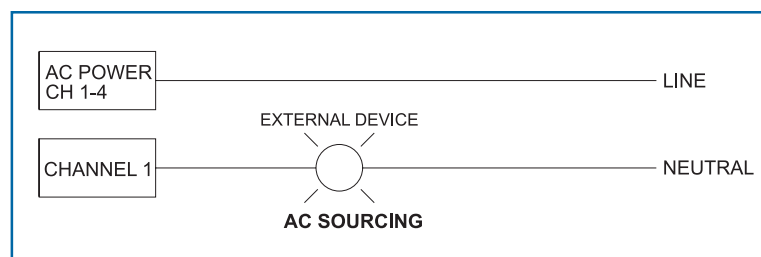 AC POWER
CH 1-4
LINE
EXTERNAL DEVICE
CHANNEL 1
NEUTRAL
AC SOURCING